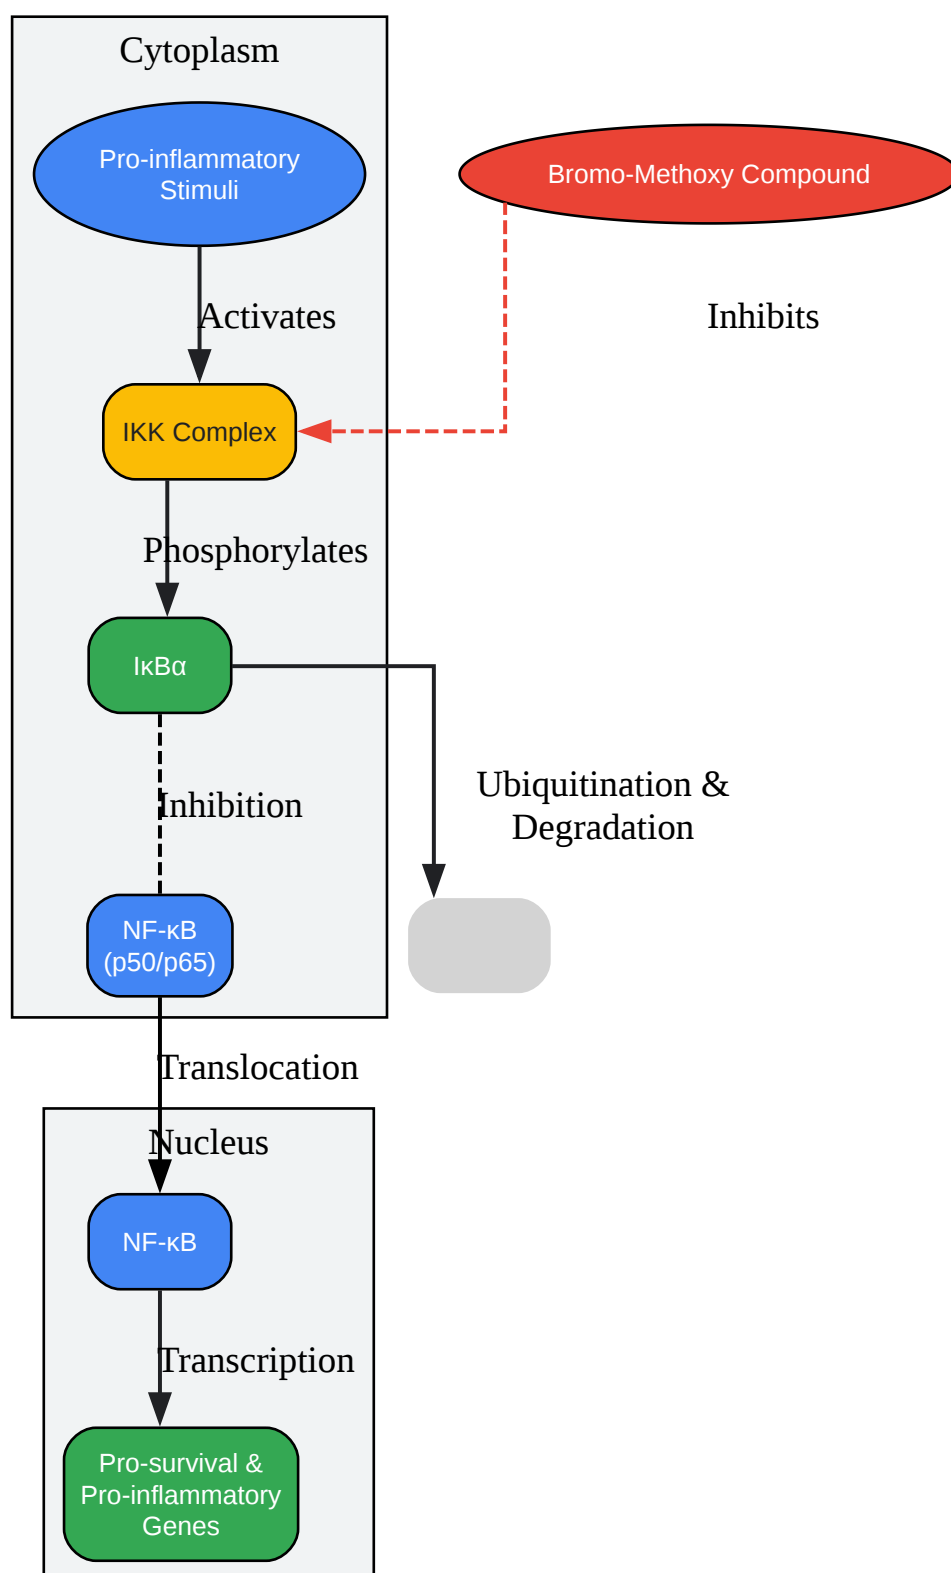 Cytoplasm
Pro-inflammatory
Stimuli
Bromo-Methoxy Compound
Activates
Inhibits
IKK Complex
Phosphorylates
IκBα
Ubiquitination &
Degradation
Inhibition
NF-κB
(p50/p65)
Translocation
Nucleus
NF-κB
Transcription
Pro-survival &
Pro-inflammatory
Genes